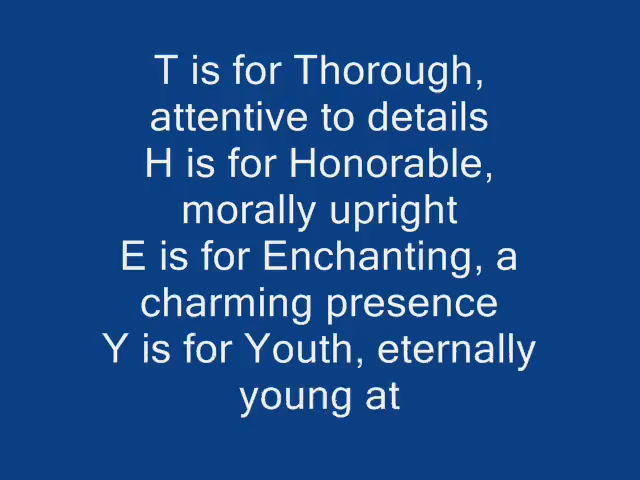 T is for Thorough,
attentive to details
H is for Honorable,
morally upright
E is for Enchanting, a
charming presence
Y is for Youth, eternally
young at